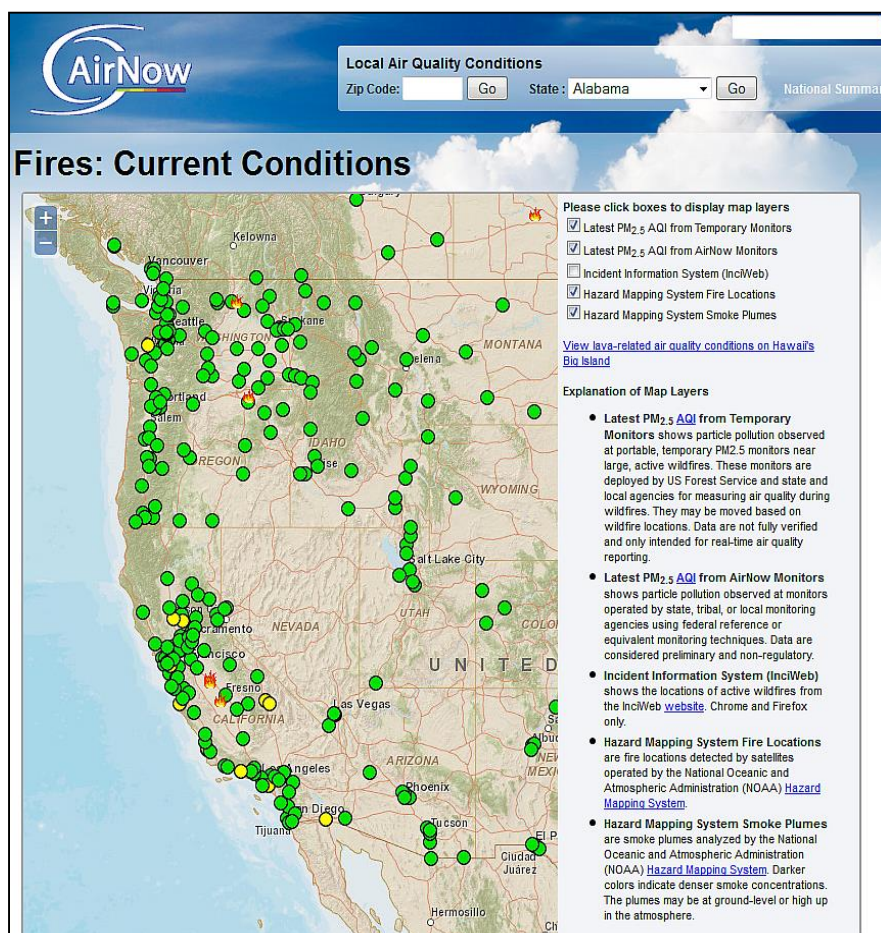 AirNow
Local Air Quality Conditions
Zip Code:
Go
State :
Alabama
Go
National Summa
Fires: Current Conditions
+
−
Kelowna
Vancouver
Victoria
Seattle
WASHINGTON
Spokane
MONTANA
Helena
Portland
Salem
OREGON
IDAHO
WYOMING
Salt Lake City
NEVADA
UTAH
COLO
UNITED
Fresno
CALIFORNIA
Las Vegas
Los Angeles
ARIZONA
Albu
NEW
MEXI
Phoenix
San Diego
Tijuana
Tucson
El P
Ciudad
Juárez
Hermosillo
Ch
Please click boxes to display map layers
Latest PM2.5 AQI from Temporary Monitors
Latest PM2.5 AQI from AirNow Monitors
Incident Information System (InciWeb)
Hazard Mapping System Fire Locations
Hazard Mapping System Smoke Plumes
View lava-related air quality conditions on Hawaii's
Big Island
Explanation of Map Layers
Latest PM2.5 AQI from Temporary
Monitors shows particle pollution observed
at portable, temporary PM2.5 monitors near
large, active wildfires. These monitors are
deployed by US Forest Service and state and
local agencies for measuring air quality during
wildfires. They may be moved based on
wildfire locations. Data are not fully verified
and only intended for real-time air quality
reporting.
Latest PM2.5 AQI from AirNow Monitors
shows particle pollution observed at monitors
operated by state, tribal, or local monitoring
agencies using federal reference or
equivalent monitoring techniques. Data are
considered preliminary and non-regulatory.
Incident Information System (InciWeb)
shows the locations of active wildfires from
the InciWeb website. Chrome and Firefox
only.
Hazard Mapping System Fire Locations
are fire locations detected by satellites
operated by the National Oceanic and
Atmospheric Administration (NOAA) Hazard
Mapping System.
Hazard Mapping System Smoke Plumes
are smoke plumes analyzed by the National
Oceanic and Atmospheric Administration
(NOAA) Hazard Mapping System. Darker
colors indicate denser smoke concentrations.
The plumes may be at ground-level or high up
in the atmosphere.